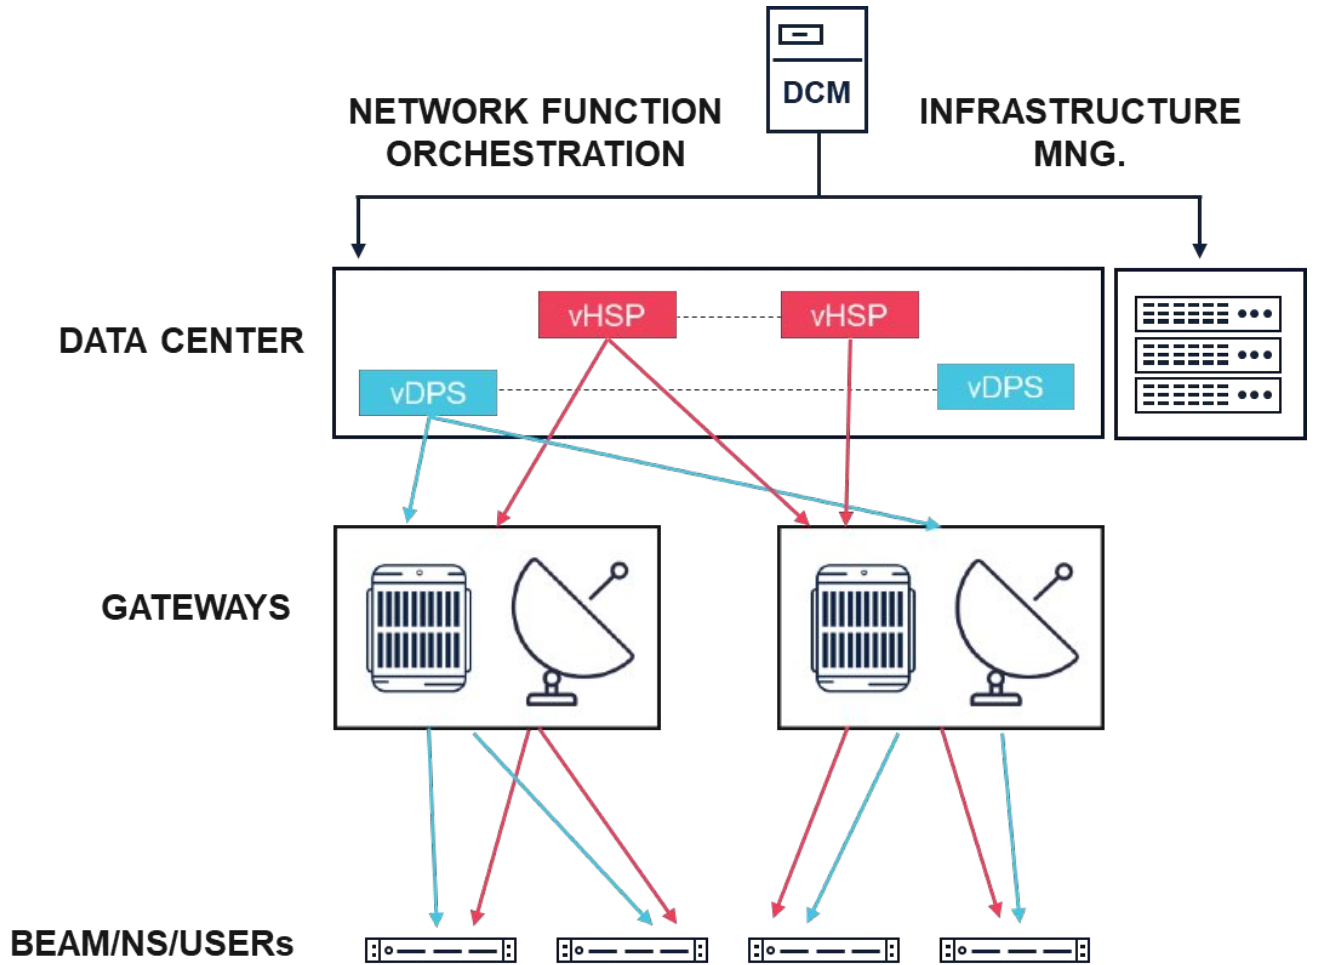 DCM
NETWORK FUNCTION
ORCHESTRATION
INFRASTRUCTURE
MNG.
DATA CENTER
vHSP
vHSP
vDPS
vDPS
GATEWAYS
BEAM/NS/USERs